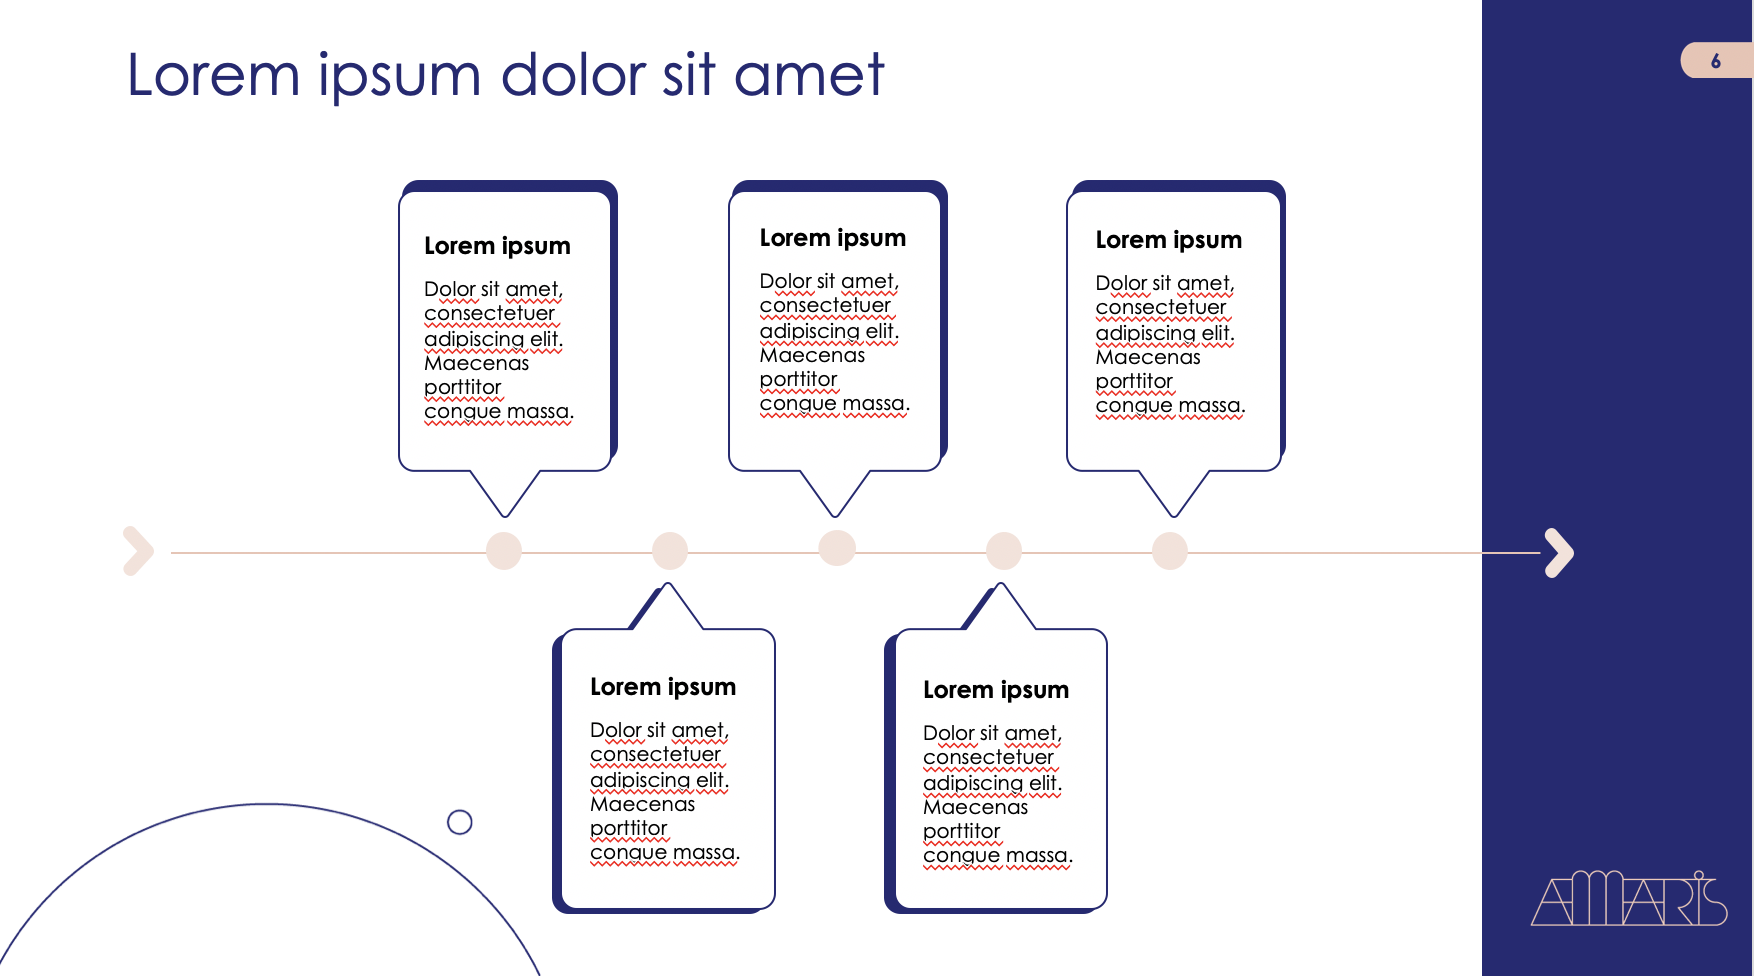 Lorem ipsum dolor sit amet
6
Lorem ipsum
Dolor sit amet,
consectetuer
adipiscing elit.
Maecenas
porttitor
congue massa.
Lorem ipsum
Dolor sit amet,
consectetuer
adipiscing elit.
Maecenas
porttitor
congue massa.
Lorem ipsum
Dolor sit amet,
consectetuer
adipiscing elit.
Maecenas
porttitor
congue massa.
Lorem ipsum
Dolor sit amet,
consectetuer
adipiscing elit.
Maecenas
porttitor
congue massa.
Lorem ipsum
Dolor sit amet,
consectetuer
adipiscing elit.
Maecenas
porttitor
congue massa.
AMARiS